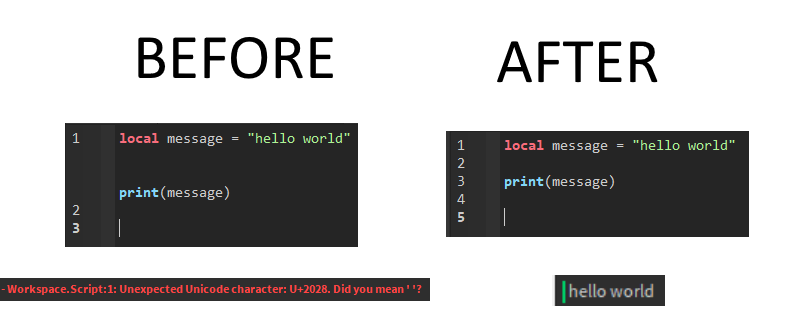 BEFORE
1 local message = "hello world"
print(message)
2
3
- Workspace.Script:1: Unexpected Unicode character: U+2028. Did you mean ' '?
AFTER
1 local message = "hello world"
2
3 print(message)
4
5
hello world